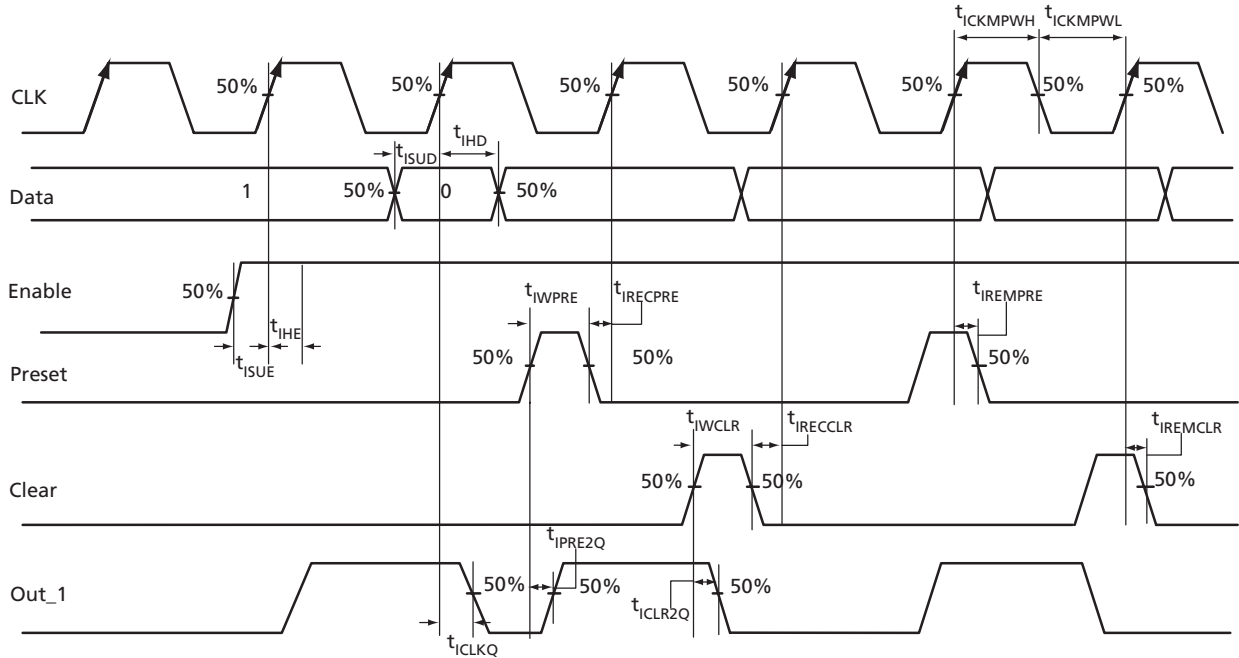 tICKMPWH tICKMPWL
CLK 50% 50% 50% 50% 50% 50% 50%
tISUD tIHD
Data 1 50% 0 50%
Enable 50%
tIHE
tISUE
tIWPRE tIRECPRE tIREMPRE
Preset 50% 50% 50%
tIWCLR tIRECCLR tIREMCLR
Clear 50% 50% 50%
tIPRE2Q
Out_1 50% 50% 50%
tICLR2Q
tICLKQ